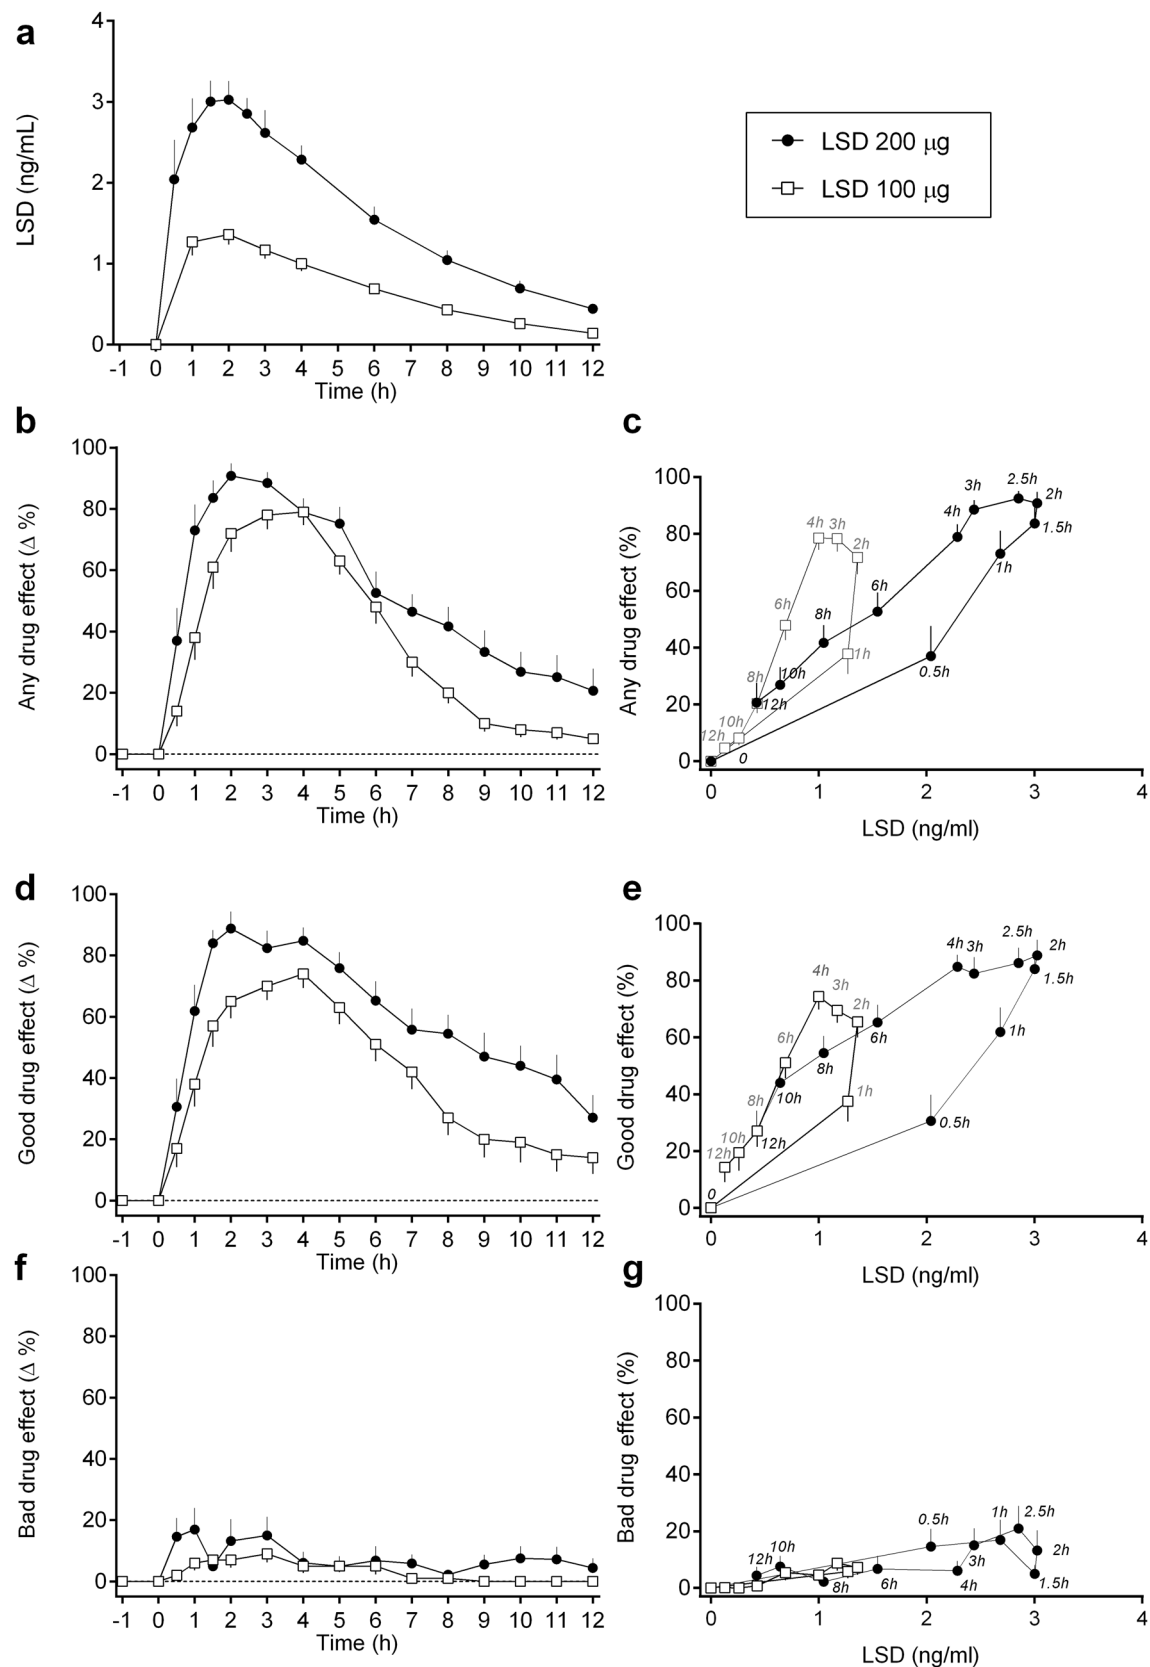 a
4
3
2
1
0
LSD (ng/mL)
-1 0 1 2 3 4 5 6 7 8 9 10 11 12
Time (h)
LSD 200 μg
LSD 100 μg
b
100
80
60
40
20
0
Any drug effect (Δ %)
-1 0 1 2 3 4 5 6 7 8 9 10 11 12
Time (h)
c
100
80
60
40
20
0
Any drug effect (%)
2.5h
3h
2h
4h
1.5h
4h 3h
2h
1h
6h
6h
8h
1h
0.5h
8h
10h
12h
10h
12h
0
0 1 2 3 4
LSD (ng/ml)
d
100
80
60
40
20
0
Good drug effect (Δ %)
-1 0 1 2 3 4 5 6 7 8 9 10 11 12
Time (h)
e
100
80
60
40
20
0
Good drug effect (%)
2.5h
4h 3h
2h
1.5h
4h
3h
2h
1h
6h
6h
8h
10h
1h
8h
0.5h
10h
12h
12h
0
0 1 2 3 4
LSD (ng/ml)
f
100
80
60
40
20
0
Bad drug effect (Δ %)
-1 0 1 2 3 4 5 6 7 8 9 10 11 12
Time (h)
g
100
80
60
40
20
0
Bad drug effect (%)
0.5h
1h
2.5h
10h
12h
3h
2h
8h
6h
4h
1.5h
0 1 2 3 4
LSD (ng/ml)